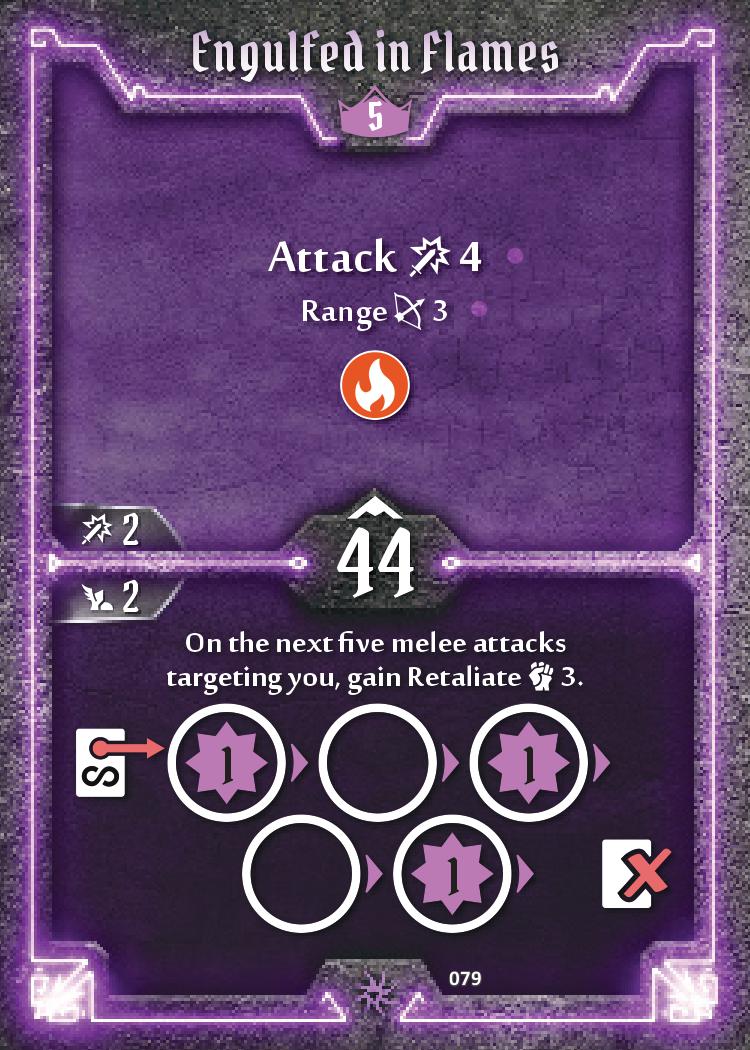 Engulfed in Flames
5
Attack 4
Range 3
2
44
2
On the next five melee attacks
targeting you, gain Retaliate 3.
1 1
1
079